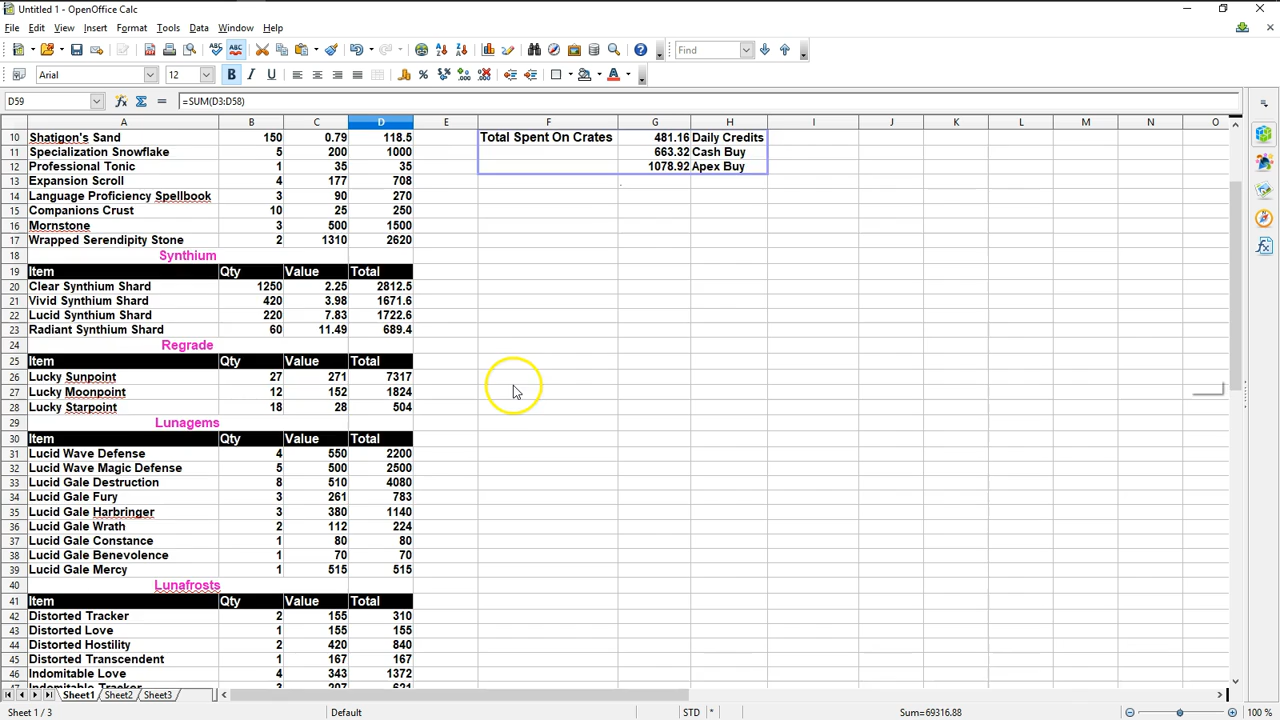 Untitled 1 - OpenOffice Calc
File Edit View Insert Format Tools Data Window Help
Find
Arial 12
D59 =SUM(D3:D58)
A B C D E F G H I J K L M N O
10 Shatigon's Sand 150 0.79 118.5 Total Spent On Crates 481.16 Daily Credits
11 Specialization Snowflake 5 200 1000 663.32 Cash Buy
12 Professional Tonic 1 35 35 1078.92 Apex Buy
13 Expansion Scroll 4 177 708
14 Language Proficiency Spellbook 3 90 270
15 Companions Crust 10 25 250
16 Mornstone 3 500 1500
17 Wrapped Serendipity Stone 2 1310 2620
18 Synthium
19 Item Qty Value Total
20 Clear Synthium Shard 1250 2.25 2812.5
21 Vivid Synthium Shard 420 3.98 1671.6
22 Lucid Synthium Shard 220 7.83 1722.6
23 Radiant Synthium Shard 60 11.49 689.4
24 Regrade
25 Item Qty Value Total
26 Lucky Sunpoint 27 271 7317
27 Lucky Moonpoint 12 152 1824
28 Lucky Starpoint 18 28 504
29 Lunagems
30 Item Qty Value Total
31 Lucid Wave Defense 4 550 2200
32 Lucid Wave Magic Defense 5 500 2500
33 Lucid Gale Destruction 8 510 4080
34 Lucid Gale Fury 3 261 783
35 Lucid Gale Harbringer 3 380 1140
36 Lucid Gale Wrath 2 112 224
37 Lucid Gale Constance 1 80 80
38 Lucid Gale Benevolence 1 70 70
39 Lucid Gale Mercy 1 515 515
40 Lunafrosts
41 Item Qty Value Total
42 Distorted Tracker 2 155 310
43 Distorted Love 1 155 155
44 Distorted Hostility 2 420 840
45 Distorted Transcendent 1 167 167
46 Indomitable Love 4 343 1372
47 Indomitable Tracker 3 207 621
Sheet1 Sheet2 Sheet3
Sheet 1 / 3 Default STD * Sum=69316.88 100 %